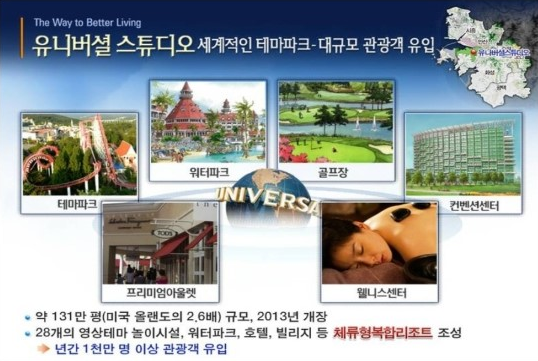 The Way to Better Living
유니버셜 스튜디오 세계적인 테마파크-대규모 관광객 유입
유니버셜스튜디오
테마파크
워터파크
골프장
컨벤션센터
UNIVERSA
TOD'S
프리미엄아울렛
웰니스센터
약 131만 평(미국 올랜도의 2,6배) 규모, 2013년 개장
28개의 영상테마 놀이시설, 워터파크, 호텔, 빌리지 등 체류형복합리조트 조성
년간 1천만 명 이상 관광객 유입